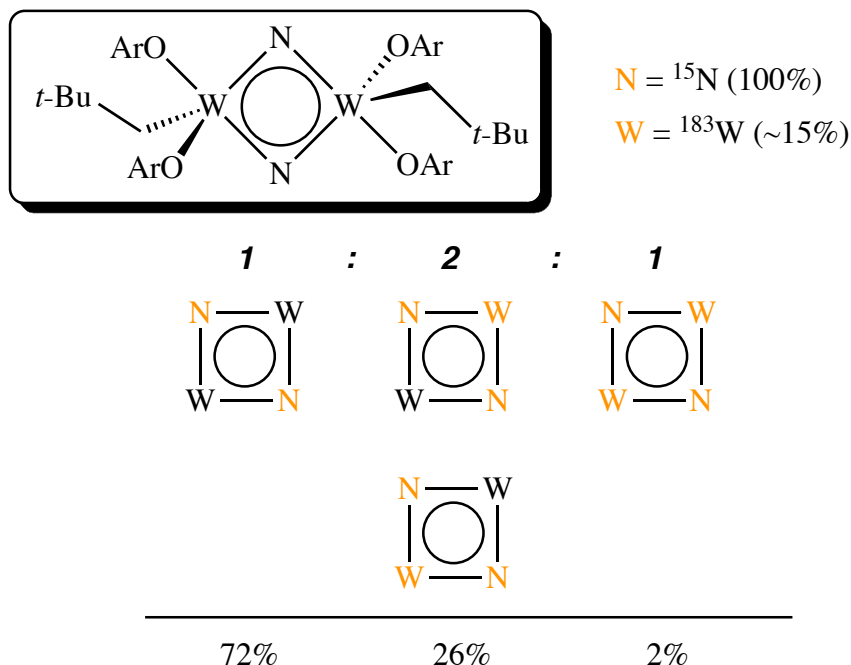 N
ArO OAr
t-Bu W W
t-Bu
ArO N OAr
N = ¹⁵N (100%)
W = ¹⁸³W (~15%)
1 : 2 : 1
N W N W N W
W N W N W N
N W
W N
72% 26% 2%